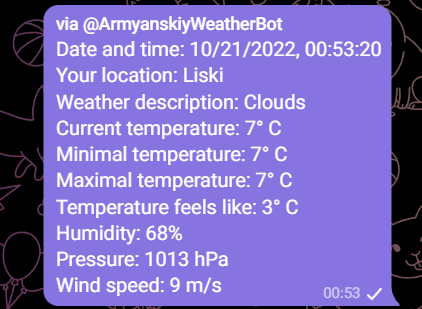 via @ArmyanskiyWeatherBot
Date and time: 10/21/2022, 00:53:20
Your location: Liski
Weather description: Clouds
Current temperature: 7° C
Minimal temperature: 7° C
Maximal temperature: 7° C
Temperature feels like: 3° C
Humidity: 68%
Pressure: 1013 hPa
Wind speed: 9 m/s
00:53